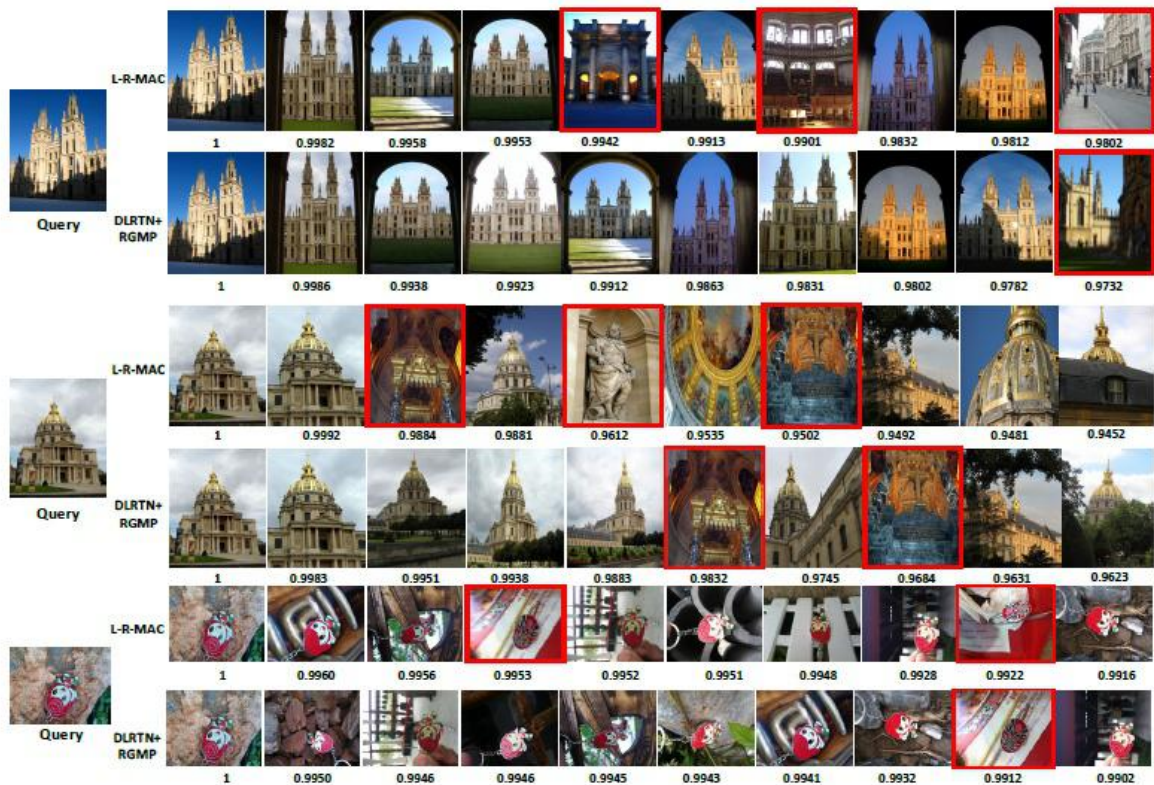 L-R-MAC
1 0.9982 0.9958 0.9953 0.9942 0.9913 0.9901 0.9832 0.9812 0.9802
Query
DLRTN+
RGMP
1 0.9986 0.9938 0.9923 0.9912 0.9863 0.9831 0.9802 0.9782 0.9732
L-R-MAC
1 0.9992 0.9884 0.9881 0.9612 0.9535 0.9502 0.9492 0.9481 0.9452
Query
DLRTN+
RGMP
1 0.9983 0.9951 0.9938 0.9883 0.9832 0.9745 0.9684 0.9631 0.9623
L-R-MAC
1 0.9960 0.9956 0.9953 0.9952 0.9951 0.9948 0.9928 0.9922 0.9916
Query
DLRTN+
RGMP
1 0.9950 0.9946 0.9946 0.9945 0.9943 0.9941 0.9932 0.9912 0.9902